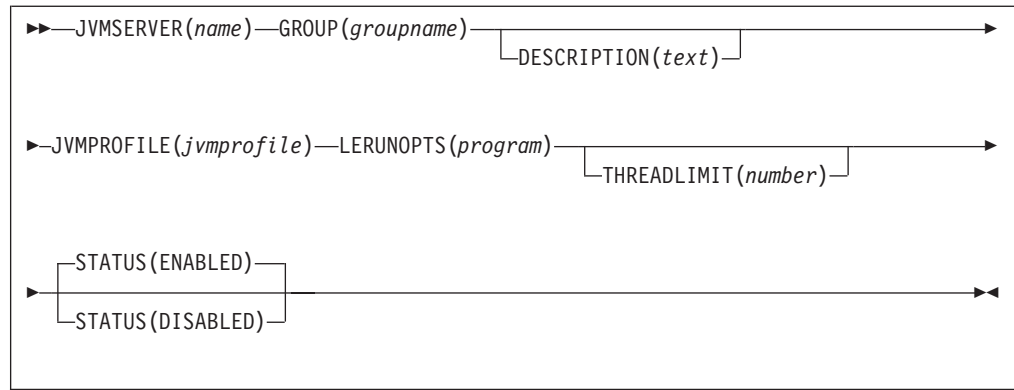 JVMSERVER(name) GROUP(groupname)
DESCRIPTION(text)
JVMPROFILE(jvmprofile) LERUNOPTS(program)
THREADLIMIT(number)
STATUS(ENABLED)
STATUS(DISABLED)